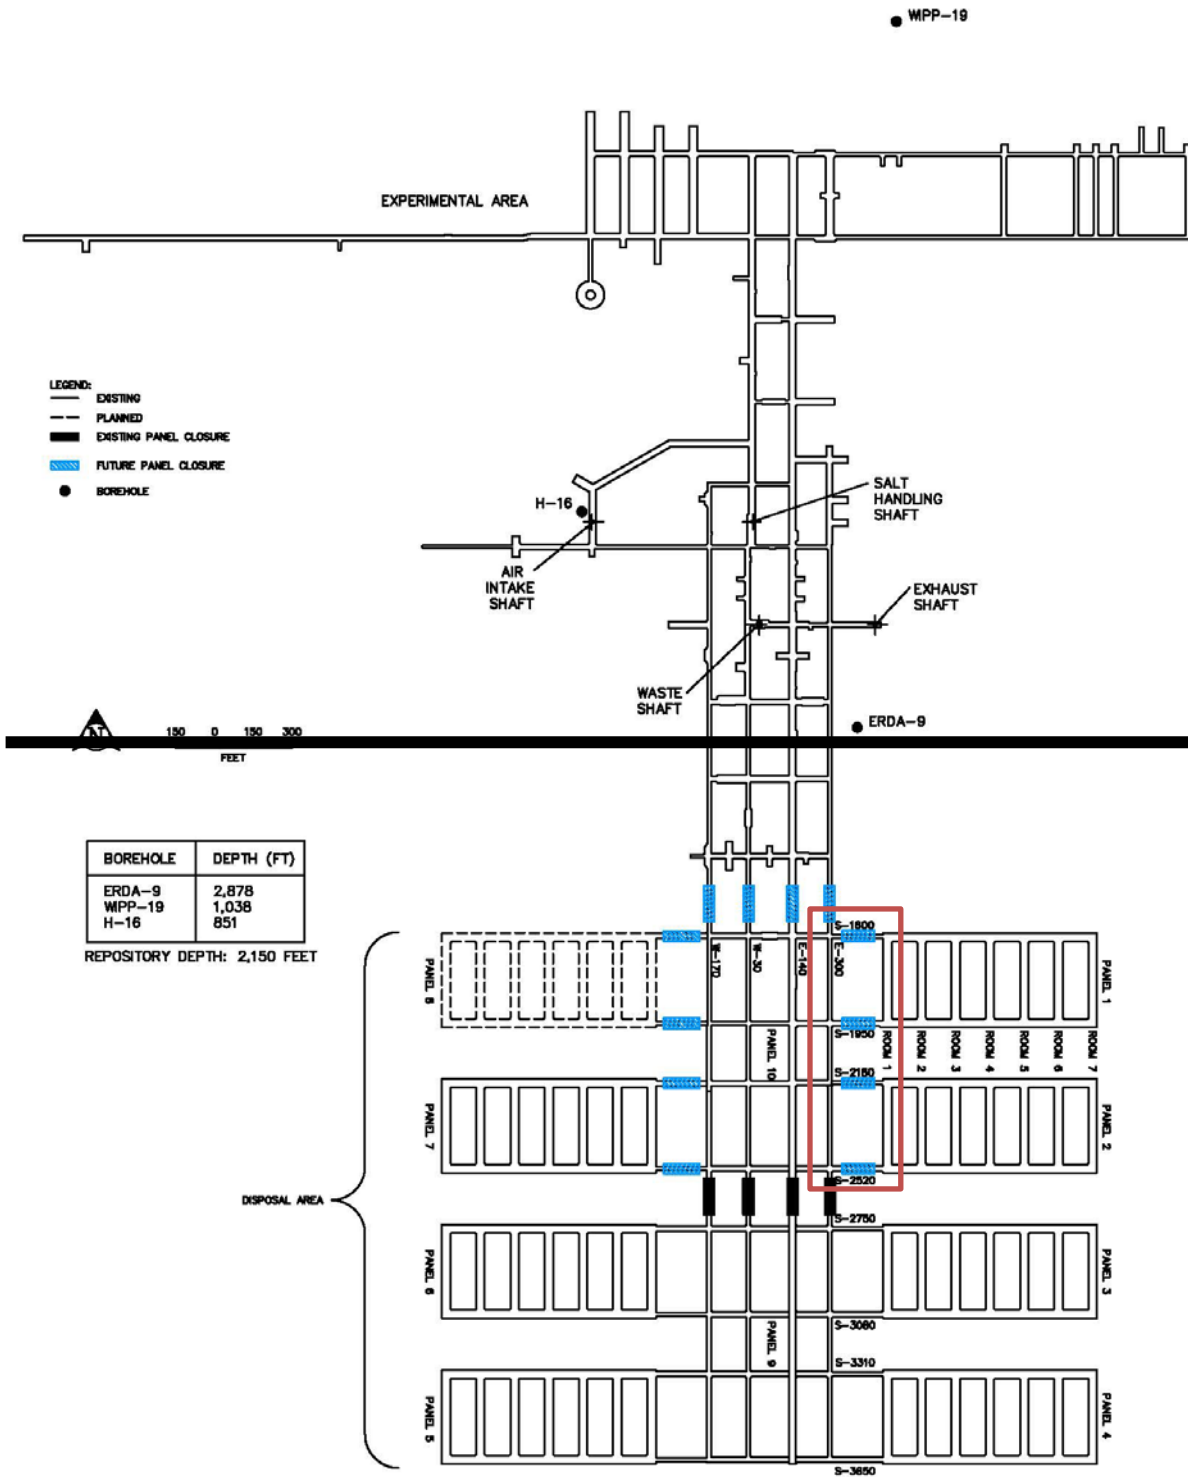 WIPP-19
EXPERIMENTAL AREA
LEGEND:
EXISTING
PLANNED
EXISTING PANEL CLOSURE
FUTURE PANEL CLOSURE
BOREHOLE
H-16
SALT
HANDLING
SHAFT
AIR
INTAKE
SHAFT
EXHAUST
SHAFT
WASTE
SHAFT
ERDA-9
N
150 0 150 300
FEET
BOREHOLE DEPTH (FT)
ERDA-9 2,878
WIPP-19 1,038
H-16 851
REPOSITORY DEPTH: 2,150 FEET
S-1600
W-170
W-30
E-140
E-300
PANEL 8
PANEL 1
S-1950
PANEL 10
ROOM 1
ROOM 2
ROOM 3
ROOM 4
ROOM 5
ROOM 6
ROOM 7
S-2180
PANEL 7
PANEL 2
S-2520
DISPOSAL AREA
S-2750
PANEL 6
PANEL 3
S-3080
PANEL 9
S-3310
PANEL 5
PANEL 4
S-3650